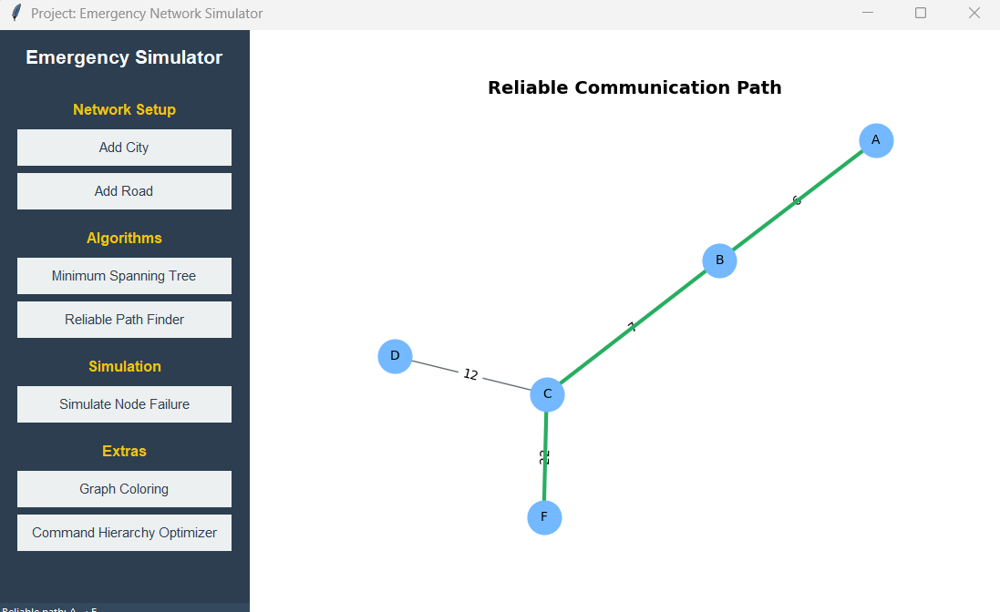 Project: Emergency Network Simulator
Emergency Simulator
Network Setup
Add City
Add Road
Algorithms
Minimum Spanning Tree
Reliable Path Finder
Simulation
Simulate Node Failure
Extras
Graph Coloring
Command Hierarchy Optimizer
Reliable path: A
Reliable Communication Path
A
6
B
7
D
12
C
22
F